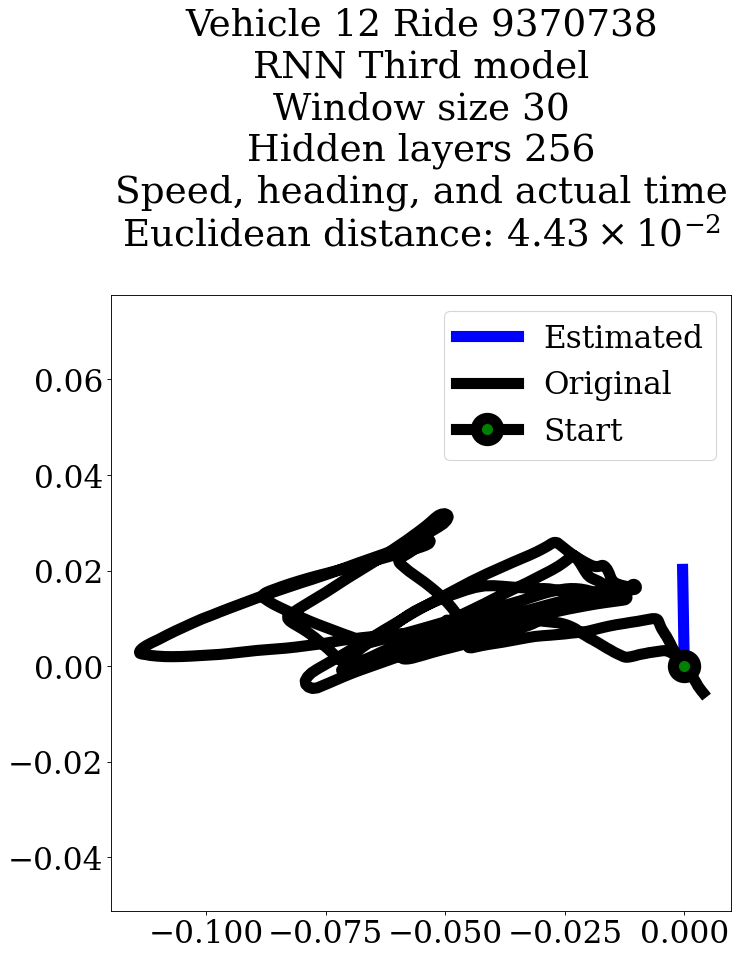 Vehicle 12 Ride 9370738
RNN Third model
Window size 30
Hidden layers 256
Speed, heading, and actual time
Euclidean distance: 4.43 × 10⁻²
Estimated
Original
Start
0.06
0.04
0.02
0.00
−0.02
−0.04
−0.100 −0.075 −0.050 −0.025 0.000